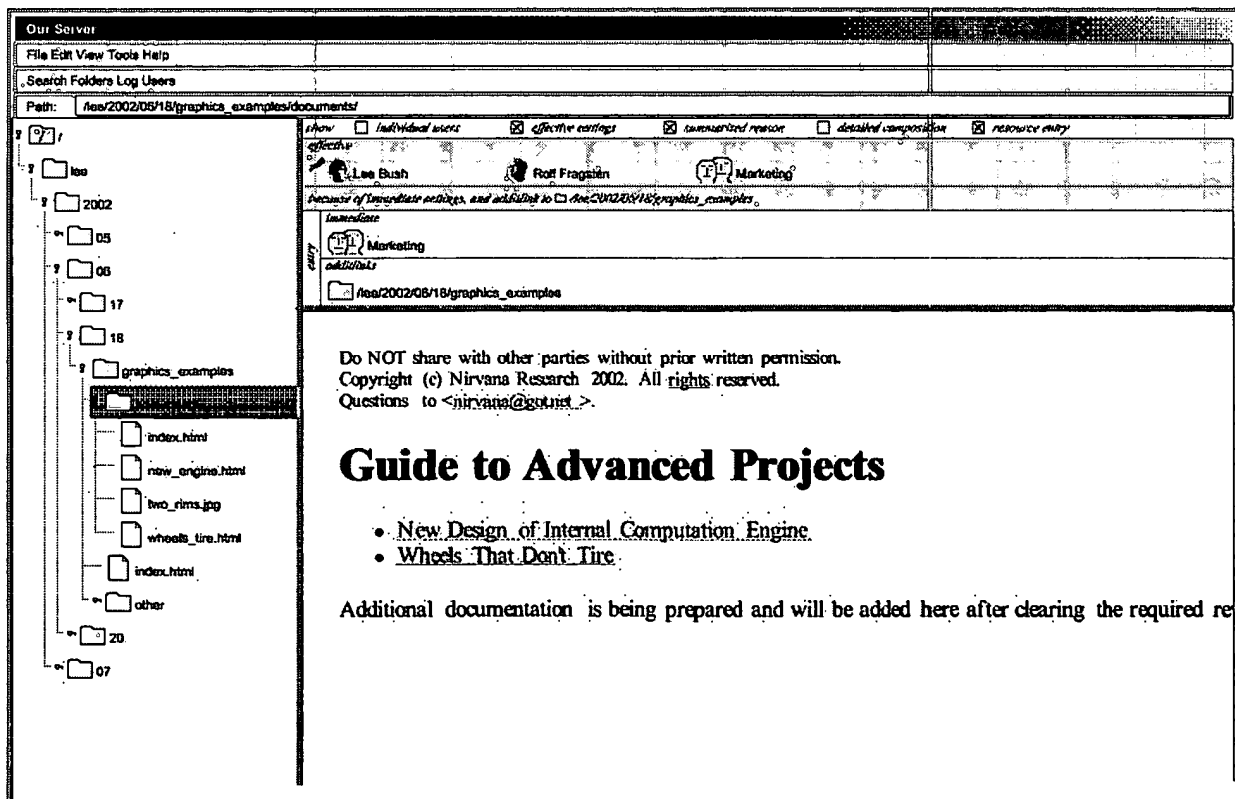 Our Server
File Edit View Tools Help
Search Folders Log Users
Path: /lee/2002/06/18/graphics_examples/documents/
show individual users effective settings summarized reason detailed composition resource entry
effective
Lee Bush Rolf Fragsten Marketing
because of immediate settings, and addlink to /lee/2002/06/18/graphics_examples
immediate
entry
Marketing
addlinks
/lee/2002/06/18/graphics_examples
/
lee
2002
05
06
17
18
graphics_examples
index.html
new_engine.html
two_rims.jpg
wheels_tire.html
index.html
other
20
07
Do NOT share with other parties without prior written permission.
Copyright (c) Nirvana Research 2002. All rights reserved.
Questions to <nirvana@gotnet >.
Guide to Advanced Projects
• New Design of Internal Computation Engine
• Wheels That Don't Tire
Additional documentation is being prepared and will be added here after clearing the required re